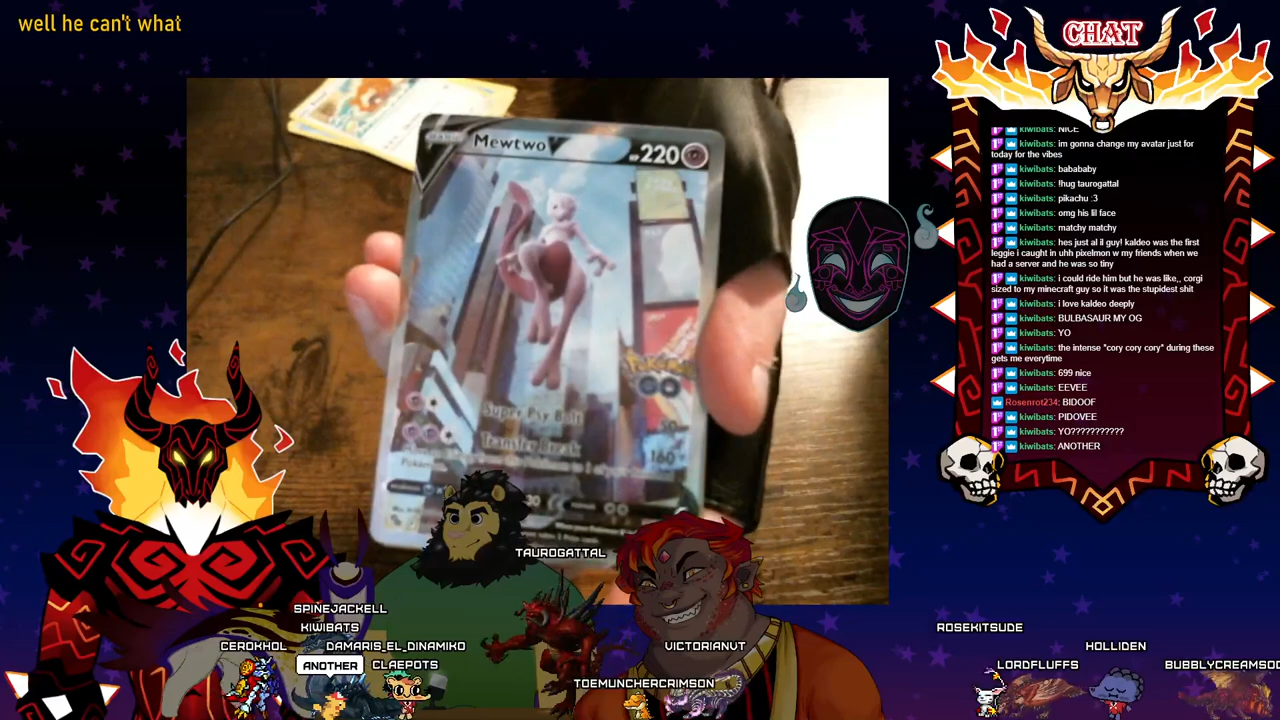 well he can't what
CHAT
kiwibats: NICE
kiwibats: im gonna change my avatar just for
today for the vibes
kiwibats: babababy
kiwibats: !hug taurogattal
kiwibats: pikachu :3
kiwibats: omg his lil face
kiwibats: matchy matchy
kiwibats: hes just al il guy! kaldeo was the first
leggie i caught in uhh pixelmon w my friends when we
had a server and he was so tiny
kiwibats: i could ride him but he was like,, corgi
sized to my minecraft guy so it was the stupidest shit
kiwibats: i love kaldeo deeply
kiwibats: BULBASAUR MY OG
kiwibats: YO
kiwibats: the intense "cory cory cory" during these
gets me everytime
kiwibats: 699 nice
kiwibats: EEVEE
Rosenrot234: BIDOOF
kiwibats: PIDOVEE
kiwibats: YO???????????
kiwibats: ANOTHER
BASIC
Mewtwo V
220
Pokémon
GO
Super Psy Bolt
50
Transfer Break
160
Pokémon.
TAUROGATTAL
SPINEJACKELL
KIWIBATS
CEROKHOL
DAMARIS_EL_DINAMIKO
ANOTHER
CLAEPOTS
VICTORIANVT
TOEMUNCHERCRIMSON
ROSEKITSUDE
HOLLIDEN
LORDFLUFFS
BUBBLYCREAMSOD